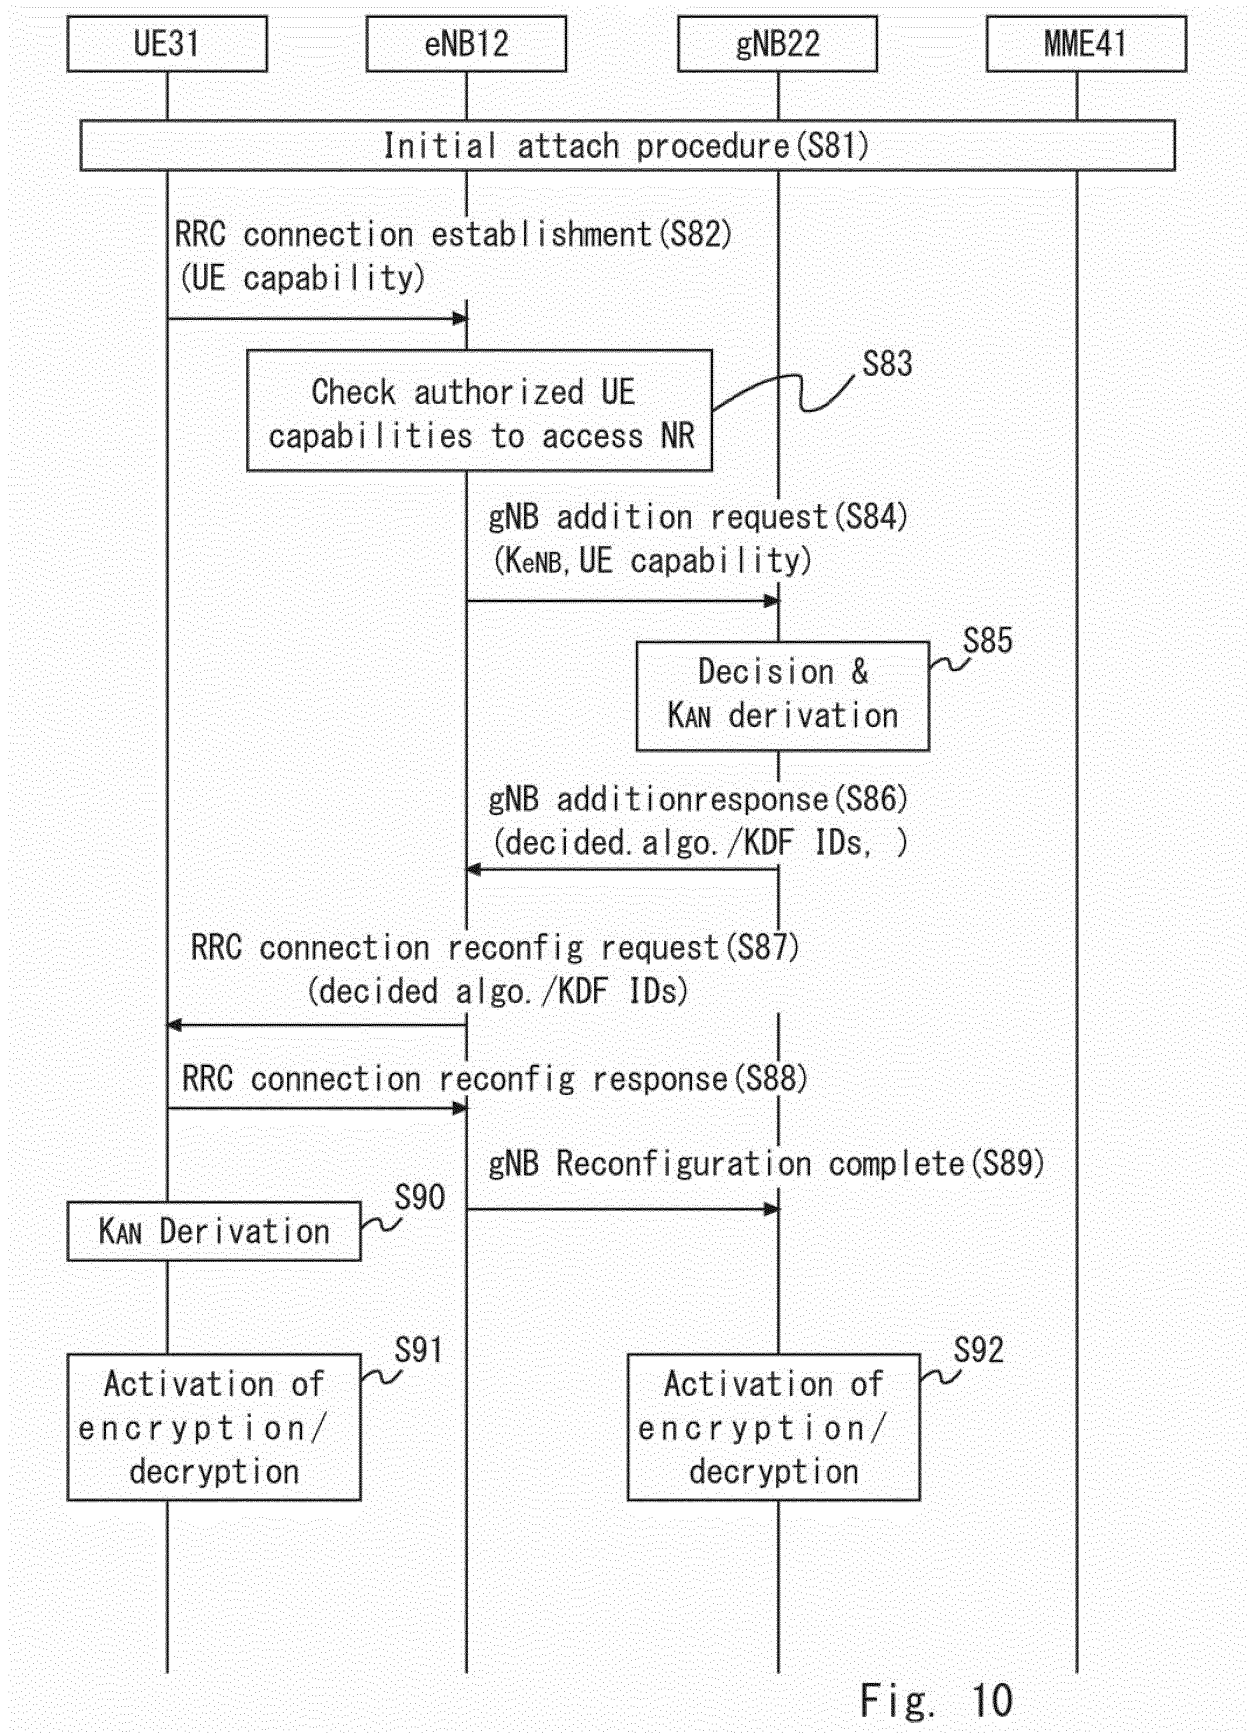 UE31 eNB12 gNB22 MME41
Initial attach procedure(S81)
RRC connection establishment(S82)
(UE capability)
S83
Check authorized UE
capabilities to access NR
gNB addition request(S84)
(KeNB, UE capability)
S85
Decision &
KAN derivation
gNB additionresponse(S86)
(decided.algo./KDF IDs, )
RRC connection reconfig request(S87)
(decided algo./KDF IDs)
RRC connection reconfig response(S88)
gNB Reconfiguration complete(S89)
S90
KAN Derivation
S91
Activation of
encryption/
decryption
S92
Activation of
encryption/
decryption
Fig. 10